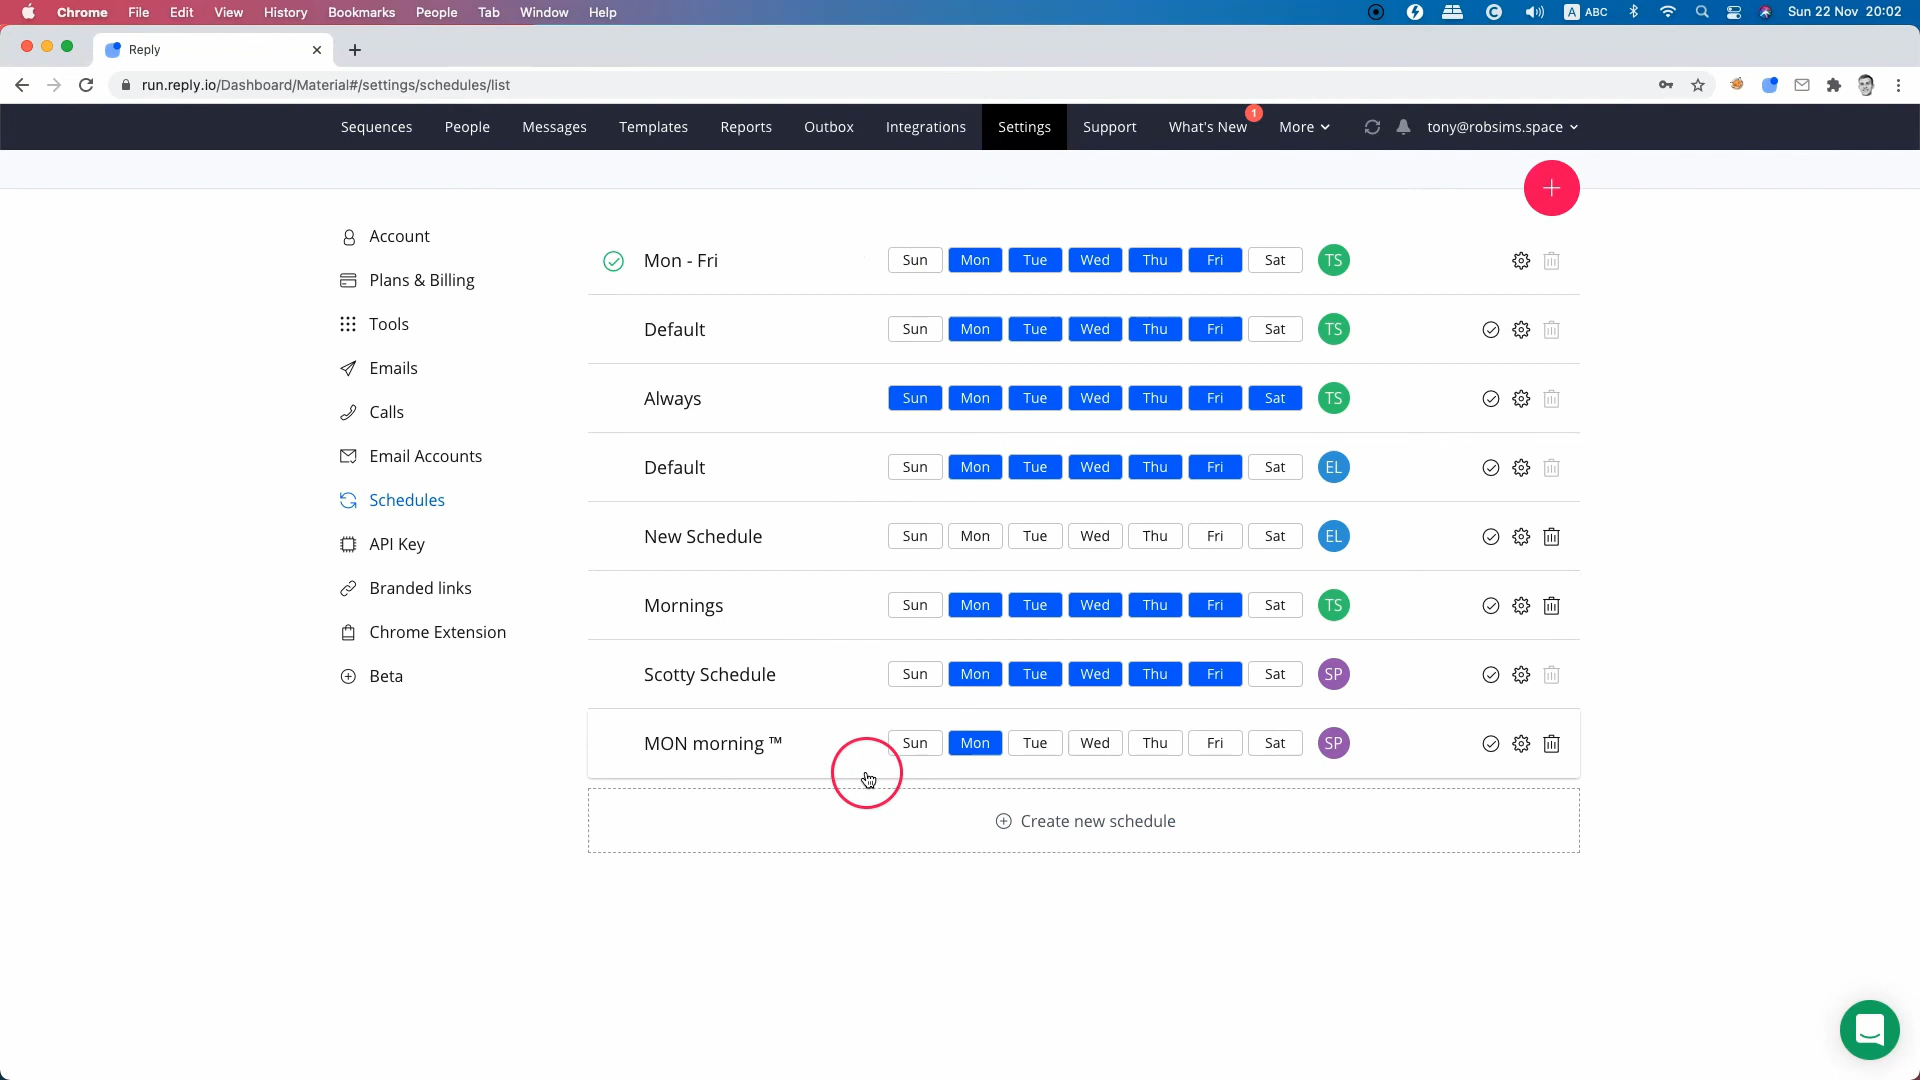 Chrome File Edit View History Bookmarks People Tab Window Help A ABC Sun 22 Nov 20:02
Reply
run.reply.io/Dashboard/Material#/settings/schedules/list
Sequences People Messages Templates Reports Outbox Integrations Settings Support What's New 1 More tony@robsims.space
Account
Plans & Billing
Tools
Emails
Calls
Email Accounts
Schedules
API Key
Branded links
Chrome Extension
Beta
Mon - Fri Sun Mon Tue Wed Thu Fri Sat TS
Default Sun Mon Tue Wed Thu Fri Sat TS
Always Sun Mon Tue Wed Thu Fri Sat TS
Default Sun Mon Tue Wed Thu Fri Sat EL
New Schedule Sun Mon Tue Wed Thu Fri Sat EL
Mornings Sun Mon Tue Wed Thu Fri Sat TS
Scotty Schedule Sun Mon Tue Wed Thu Fri Sat SP
MON morning ™ Sun Mon Tue Wed Thu Fri Sat SP
Create new schedule